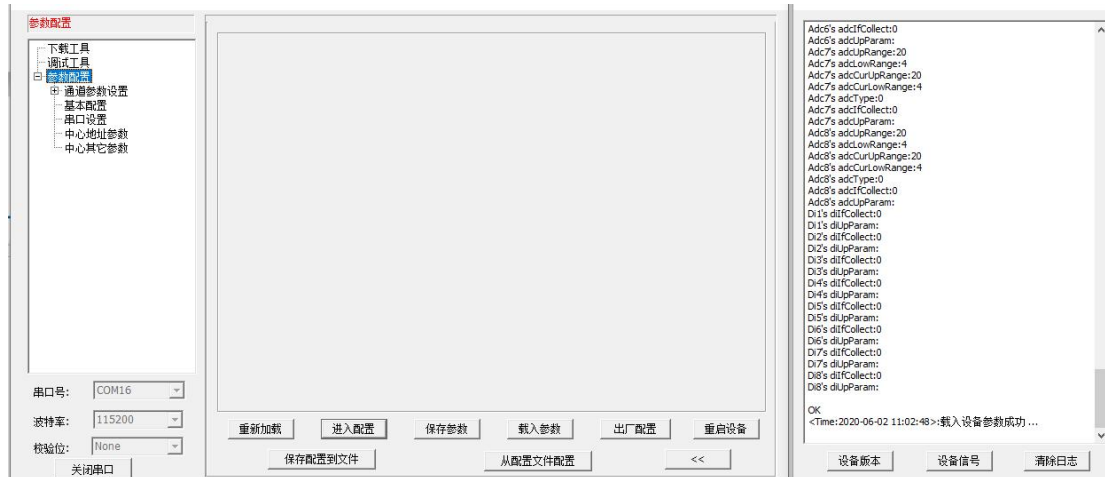 参数配置
下载工具
调试工具
参数配置
通道参数设置
基本配置
串口设置
中心地址参数
中心其它参数
串口号: COM16
波特率: 115200
校验位: None
关闭串口
重新加载 进入配置 保存参数 载入参数 出厂配置 重启设备
保存配置到文件 从配置文件配置 <<
Adc6's adcIfCollect:0
Adc6's adcUpParam:
Adc7's adcUpRange:20
Adc7's adcLowRange:4
Adc7's adcCurUpRange:20
Adc7's adcCurLowRange:4
Adc7's adcType:0
Adc7's adcIfCollect:0
Adc7's adcUpParam:
Adc8's adcUpRange:20
Adc8's adcLowRange:4
Adc8's adcCurUpRange:20
Adc8's adcCurLowRange:4
Adc8's adcType:0
Adc8's adcIfCollect:0
Adc8's adcUpParam:
Di1's diIfCollect:0
Di1's diUpParam:
Di2's diIfCollect:0
Di2's diUpParam:
Di3's diIfCollect:0
Di3's diUpParam:
Di4's diIfCollect:0
Di4's diUpParam:
Di5's diIfCollect:0
Di5's diUpParam:
Di6's diIfCollect:0
Di6's diUpParam:
Di7's diIfCollect:0
Di7's diUpParam:
Di8's diIfCollect:0
Di8's diUpParam:
OK
<Time:2020-06-02 11:02:48>:载入设备参数成功 ...
设备版本 设备信号 清除日志